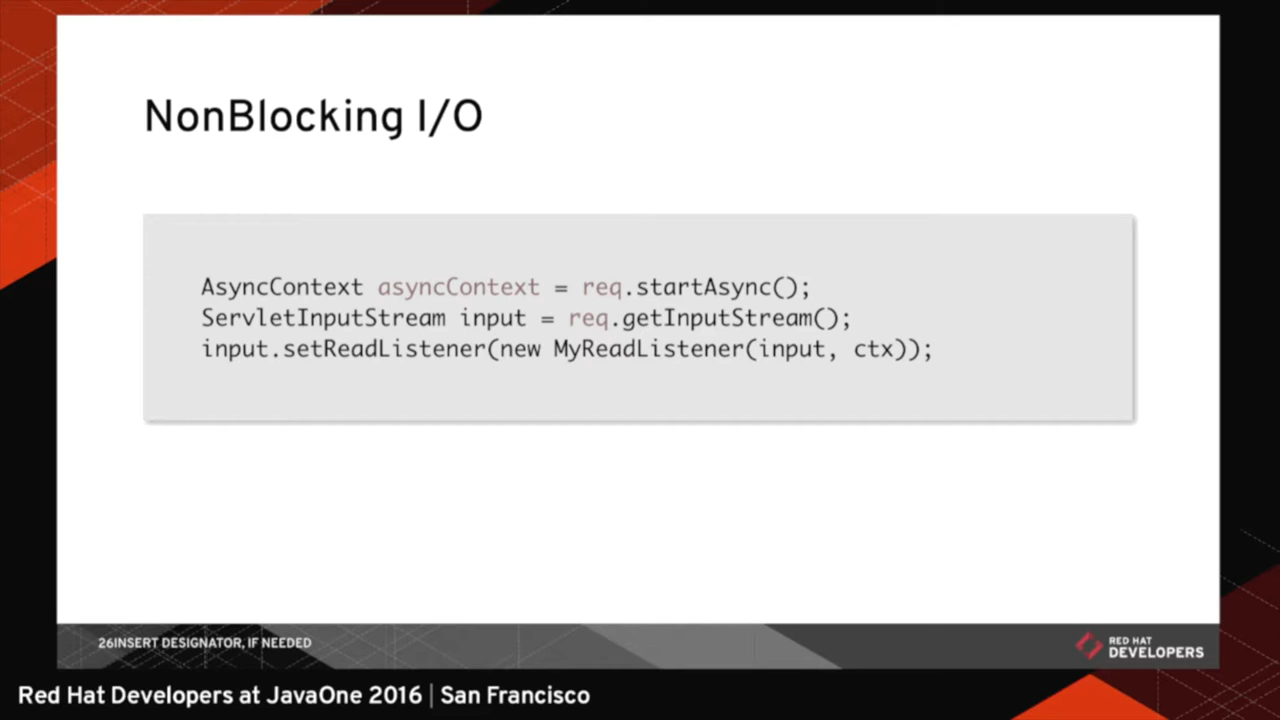 NonBlocking I/O
AsyncContext asyncContext = req.startAsync();
ServletInputStream input = req.getInputStream();
input.setReadListener(new MyReadListener(input, ctx));
26INSERT DESIGNATOR, IF NEEDED
RED HAT
DEVELOPERS
Red Hat Developers at JavaOne 2016 | San Francisco